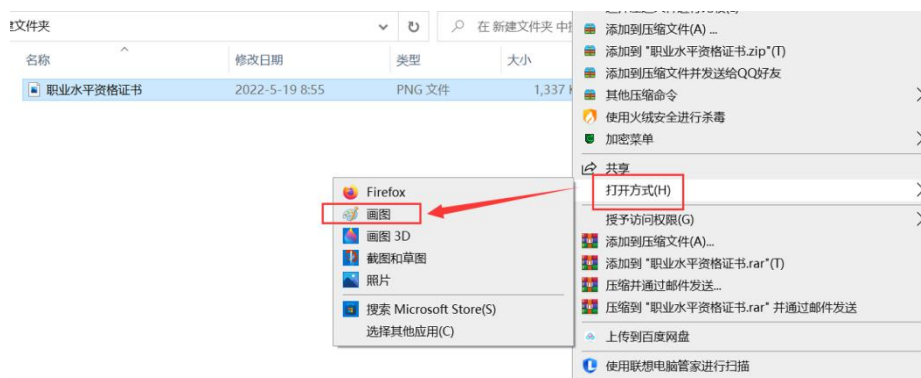 文件夹
在 新建文件夹 中
名称
修改日期
类型
大小
职业水平资格证书
2022-5-19 8:55
PNG 文件
1,337
添加到压缩文件(A) ...
添加到 "职业水平资格证书.zip"(T)
添加到压缩文件并发送给QQ好友
其他压缩命令
使用火绒安全进行杀毒
加密菜单
共享
打开方式(H)
授予访问权限(G)
添加到压缩文件(A)...
添加到 "职业水平资格证书.rar"(T)
压缩并通过邮件发送...
压缩到 "职业水平资格证书.rar" 并通过邮件发送
上传到百度网盘
使用联想电脑管家进行扫描
Firefox
画图
画图 3D
截图和草图
照片
搜索 Microsoft Store(S)
选择其他应用(C)